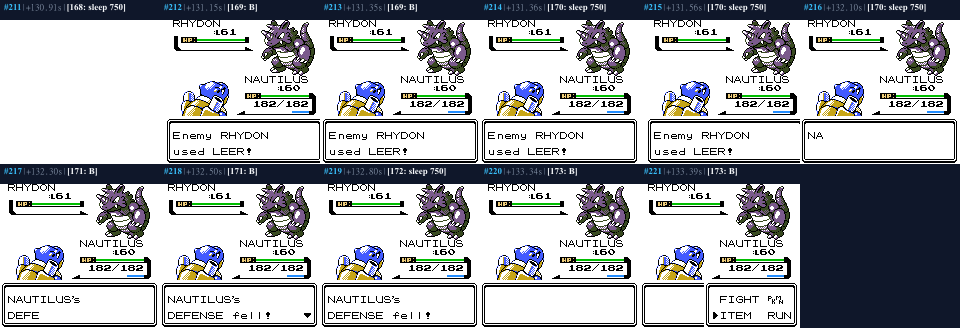 #211|+130.91s|[168: sleep 750]
#212|+131.15s|[169: B]
#213|+131.35s|[169: B]
#214|+131.36s|[170: sleep 750]
#215|+131.56s|[170: sleep 750]
#216|+132.10s|[170: sleep 750]
RHYDON
:L61
HP:
NAUTILUS
:L60
HP:
182/182
Enemy RHYDON
used LEER!
RHYDON
:L61
HP:
NAUTILUS
:L60
HP:
182/182
Enemy RHYDON
used LEER!
RHYDON
:L61
HP:
NAUTILUS
:L60
HP:
182/182
Enemy RHYDON
used LEER!
RHYDON
:L61
HP:
NAUTILUS
:L60
HP:
182/182
Enemy RHYDON
used LEER!
RHYDON
:L61
HP:
NAUTILUS
:L60
HP:
182/182
NA
#217|+132.30s|[171: B]
#218|+132.50s|[171: B]
#219|+132.80s|[172: sleep 750]
#220|+133.34s|[173: B]
#221|+133.39s|[173: B]
RHYDON
:L61
HP:
NAUTILUS
:L60
HP:
182/182
NAUTILUS's
DEFE
RHYDON
:L61
HP:
NAUTILUS
:L60
HP:
182/182
NAUTILUS's
DEFENSE fell!
RHYDON
:L61
HP:
NAUTILUS
:L60
HP:
182/182
NAUTILUS's
DEFENSE fell!
RHYDON
:L61
HP:
NAUTILUS
:L60
HP:
182/182
RHYDON
:L61
HP:
NAUTILUS
:L60
HP:
182/182
FIGHT PKMN
ITEM RUN